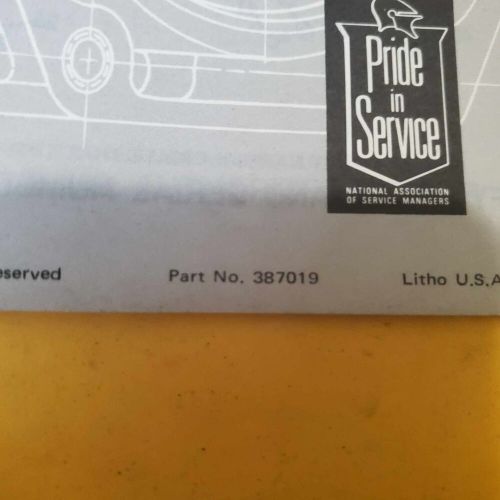 Pride
in
Service
NATIONAL ASSOCIATION
OF SERVICE MANAGERS
eserved
Part No. 387019
Litho U.S.A